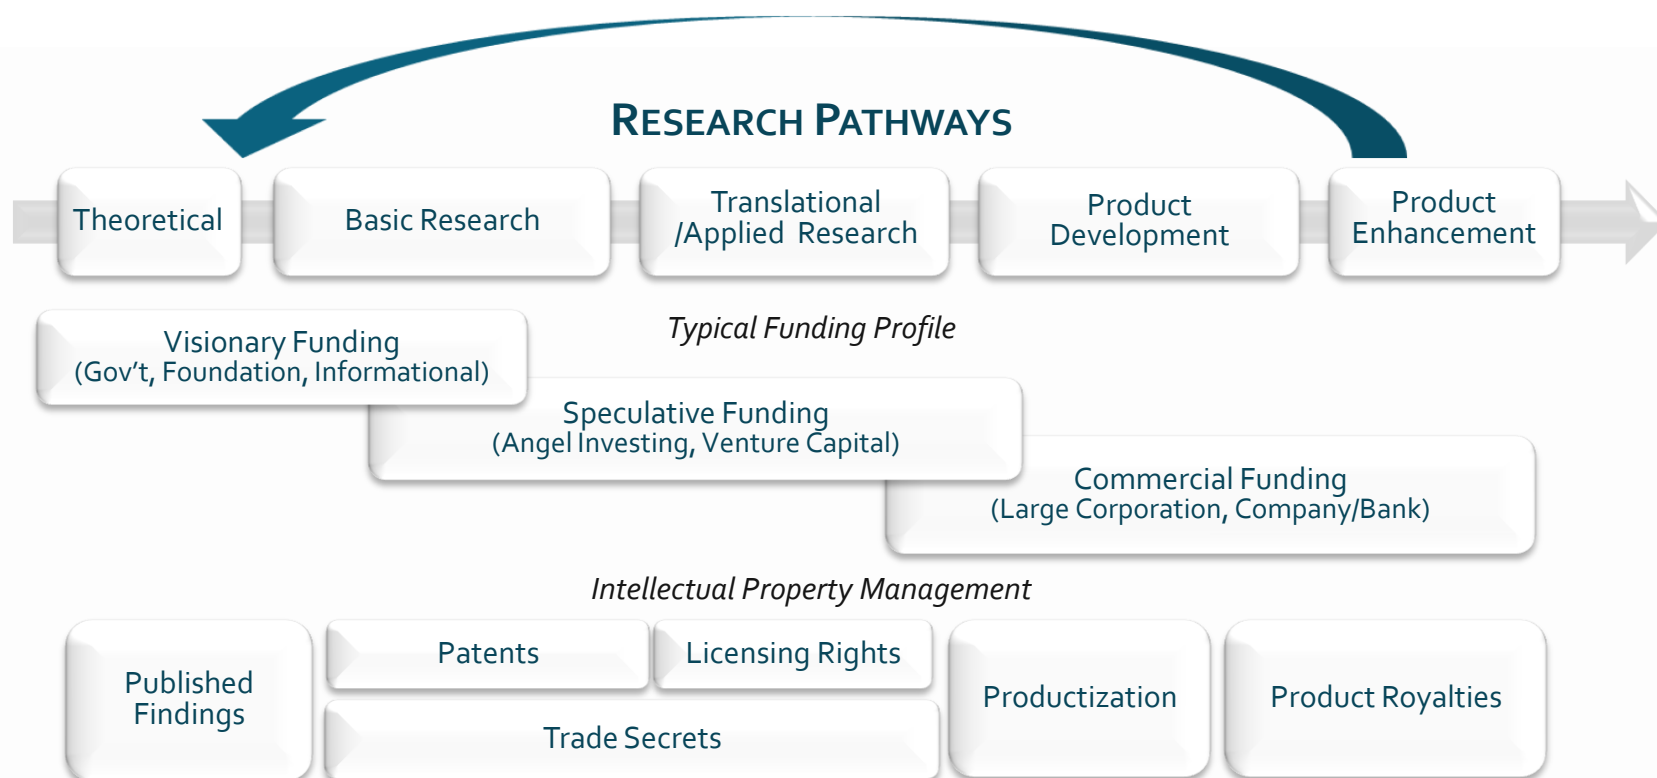 RESEARCH PATHWAYS
Theoretical
Basic Research
Translational
/Applied Research
Product
Development
Product
Enhancement
Typical Funding Profile
Visionary Funding
(Gov't, Foundation, Informational)
Speculative Funding
(Angel Investing, Venture Capital)
Commercial Funding
(Large Corporation, Company/Bank)
Intellectual Property Management
Published
Findings
Patents
Licensing Rights
Trade Secrets
Productization
Product Royalties